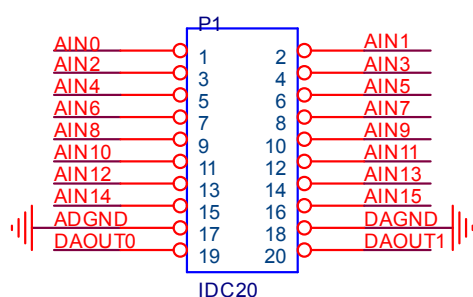 P1
AIN0 1 2 AIN1
AIN2 3 4 AIN3
AIN4 5 6 AIN5
AIN6 7 8 AIN7
AIN8 9 10 AIN9
AIN10 11 12 AIN11
AIN12 13 14 AIN13
AIN14 15 16 AIN15
ADGND 17 18 DAGND
DAOUT0 19 20 DAOUT1
IDC20